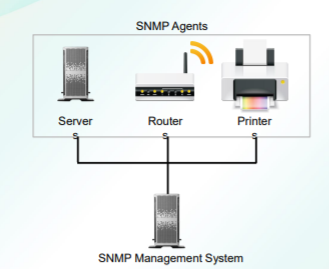 SNMP Agents
Server Router Printer
s s s
SNMP Management System